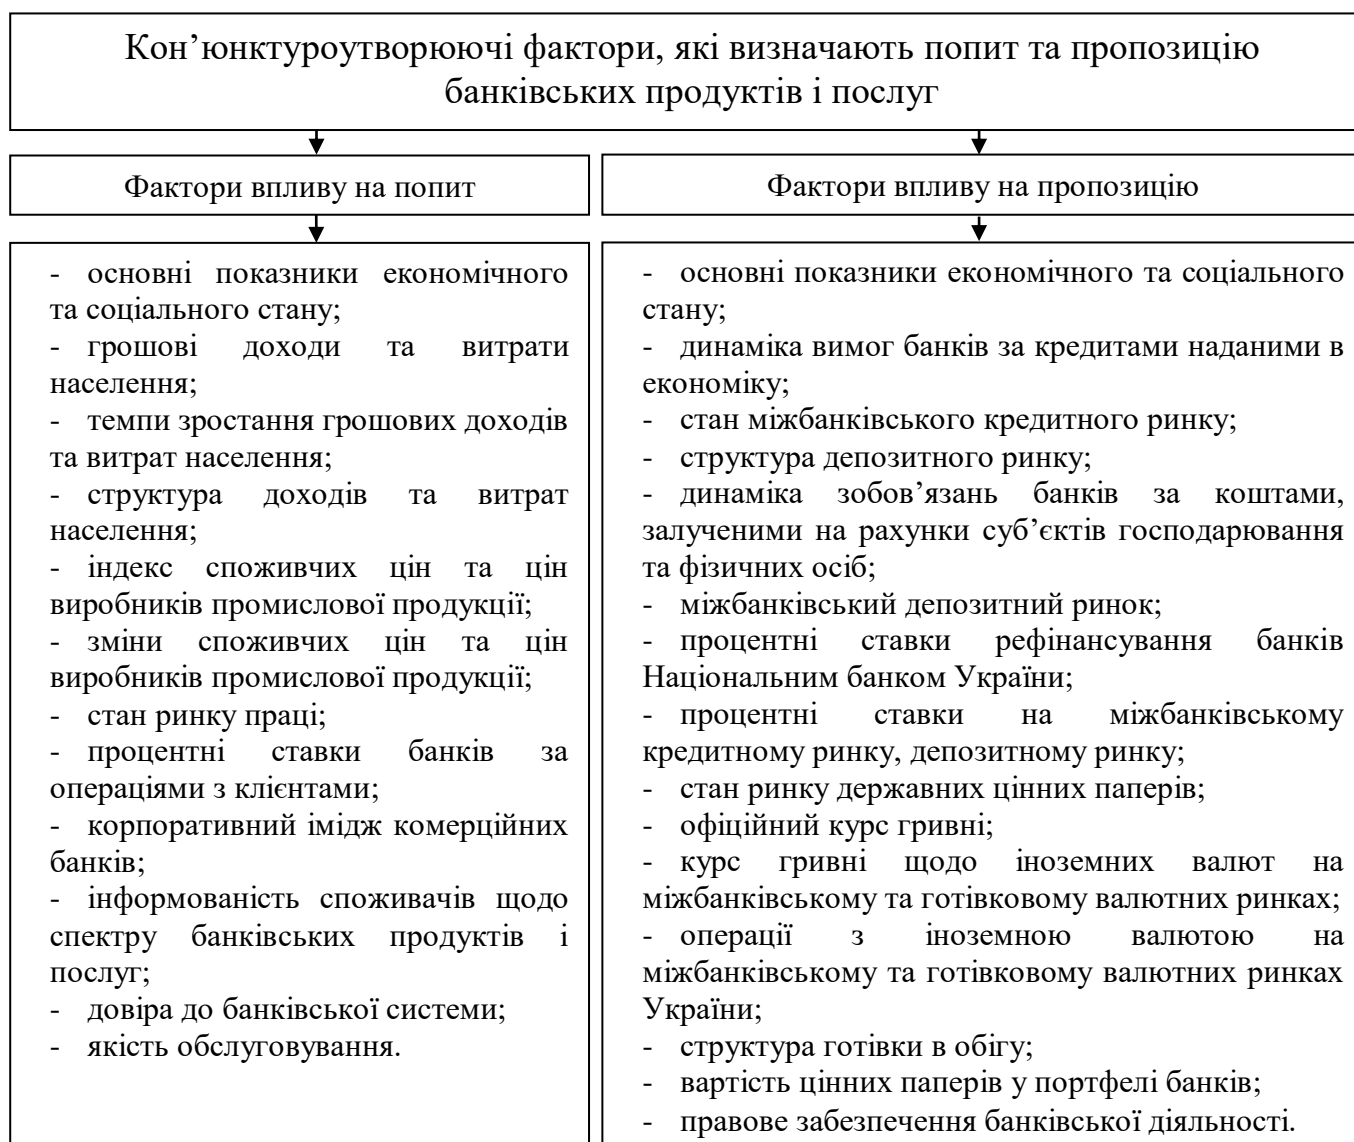 Кон’юнктуроутворюючі фактори, які визначають попит та пропозицію
банківських продуктів і послуг
Фактори впливу на попит
- основні показники економічного
та соціального стану;
- грошові доходи та витрати
населення;
- темпи зростання грошових доходів
та витрат населення;
- структура доходів та витрат
населення;
- індекс споживчих цін та цін
виробників промислової продукції;
- зміни споживчих цін та цін
виробників промислової продукції;
- стан ринку праці;
- процентні ставки банків за
операціями з клієнтами;
- корпоративний імідж комерційних
банків;
- інформованість споживачів щодо
спектру банківських продуктів і
послуг;
- довіра до банківської системи;
- якість обслуговування.
Фактори впливу на пропозицію
- основні показники економічного та соціального
стану;
- динаміка вимог банків за кредитами наданими в
економіку;
- стан міжбанківського кредитного ринку;
- структура депозитного ринку;
- динаміка зобов’язань банків за коштами,
залученими на рахунки суб’єктів господарювання
та фізичних осіб;
- міжбанківський депозитний ринок;
- процентні ставки рефінансування банків
Національним банком України;
- процентні ставки на міжбанківському
кредитному ринку, депозитному ринку;
- стан ринку державних цінних паперів;
- офіційний курс гривні;
- курс гривні щодо іноземних валют на
міжбанківському та готівковому валютних ринках;
- операції з іноземною валютою на
міжбанківському та готівковому валютних ринках
України;
- структура готівки в обігу;
- вартість цінних паперів у портфелі банків;
- правове забезпечення банківської діяльності.